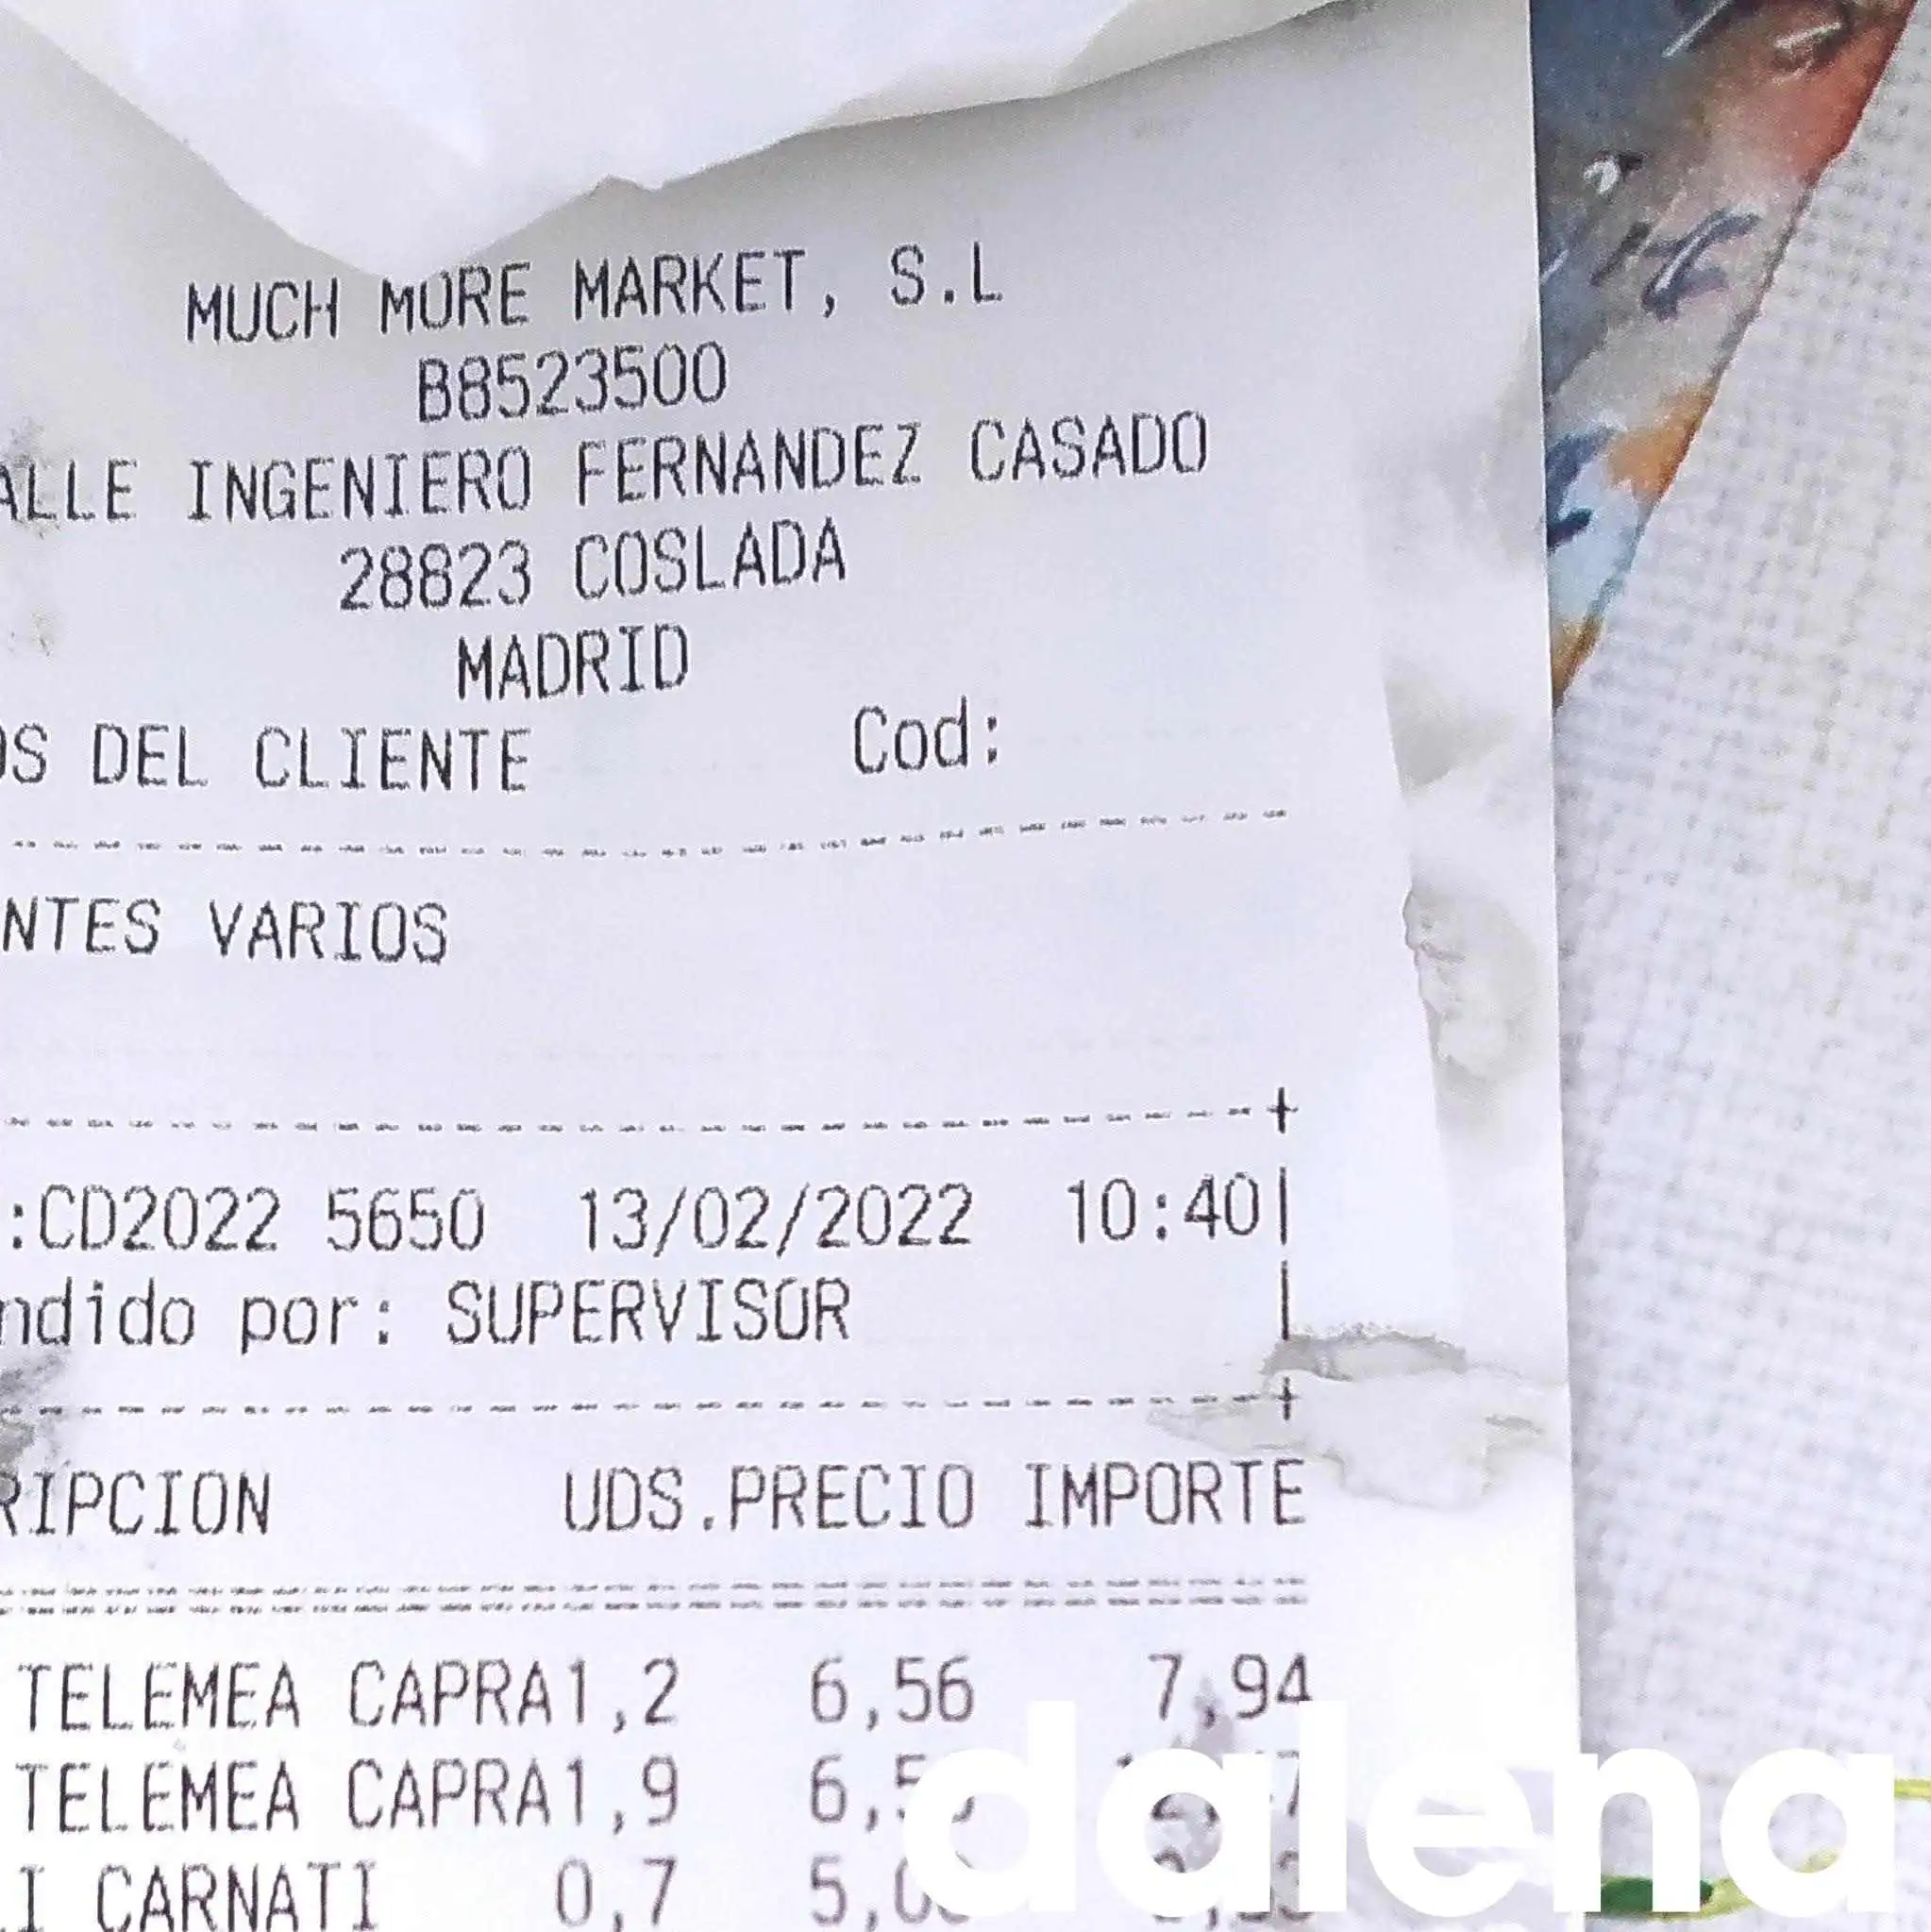 MUCH MORE MARKET, S.L
B8523500
ALLE INGENIERO FERNANDEZ CASADO
28823 COSLADA
MADRID
OS DEL CLIENTE Cod:
NTES VARIOS
:CD2022 5650 13/02/2022 10:40|
ndido por: SUPERVISOR |
RIPCION UDS.PRECIO IMPORTE
TELEMEA CAPRA1,2 6,56 7,94
TELEMEA CAPRA1,9
I CARNATI 0,7
dalena